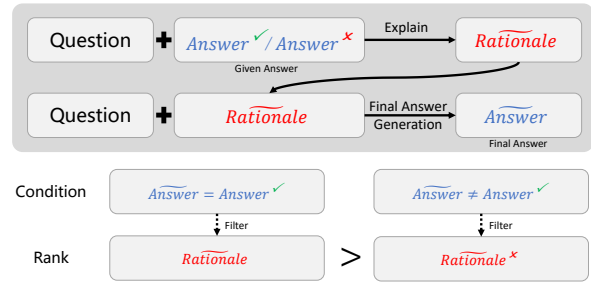 Question + Answer ✓ / Answer × Explain Rationale
Given Answer
Question + Rationale Final Answer Generation Answer
Final Answer
Condition Answer = Answer ✓ Answer ≠ Answer ✓
Filter Filter
Rank Rationale > Rationale ×